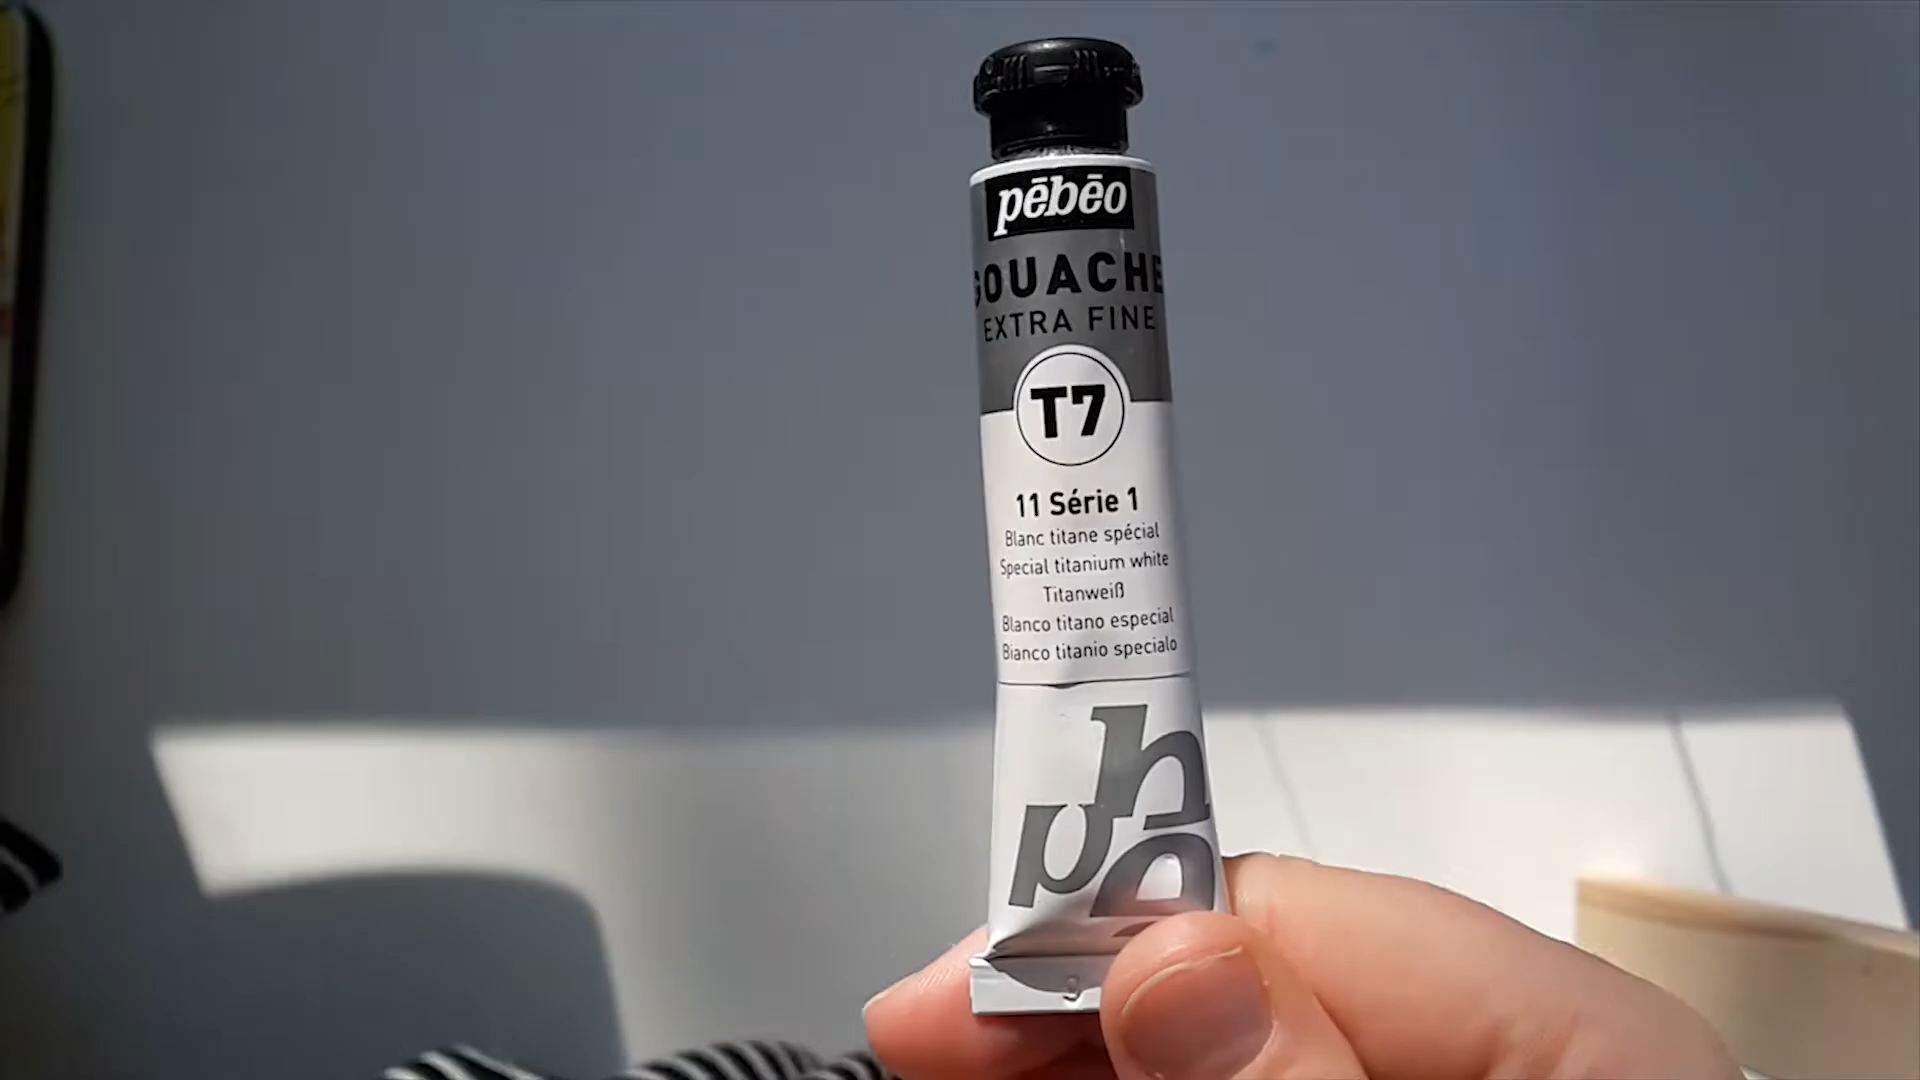 pēbēo
GOUACHE
EXTRA FINE
T7
11 Série 1
Blanc titane spécial
Special titanium white
Titanweiß
Blanco titano especial
Bianco titanio specialo